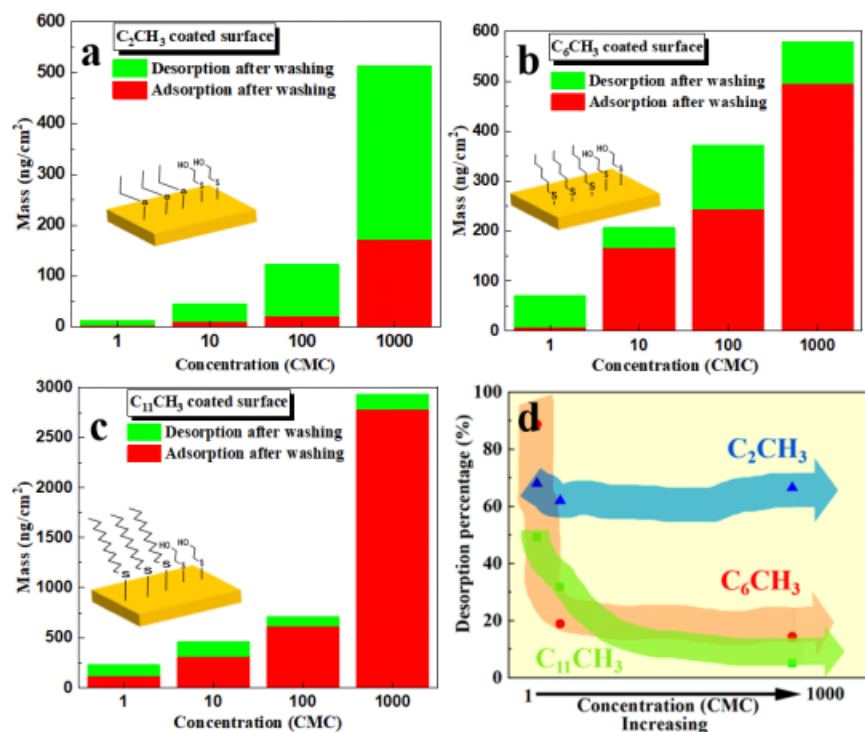 a
C₂CH₃ coated surface
Desorption after washing
Adsorption after washing
600
500
400
300
200
100
0
Mass (ng/cm²)
HO
HO
S
S
1 10 100 1000
Concentration (CMC)
b
C₆CH₃ coated surface
Desorption after washing
Adsorption after washing
600
500
400
300
200
100
0
Mass (ng/cm²)
HO
HO
S S S S S
1 10 100 1000
Concentration (CMC)
c
C₁₁CH₃ coated surface
Desorption after washing
Adsorption after washing
3000
2500
2000
1500
1000
500
0
Mass (ng/cm²)
HO
HO
S S S S S
1 10 100 1000
Concentration (CMC)
d
100
80
60
40
20
0
Desorption percentage (%)
C₂CH₃
C₆CH₃
C₁₁CH₃
1 Concentration (CMC) 1000
Increasing